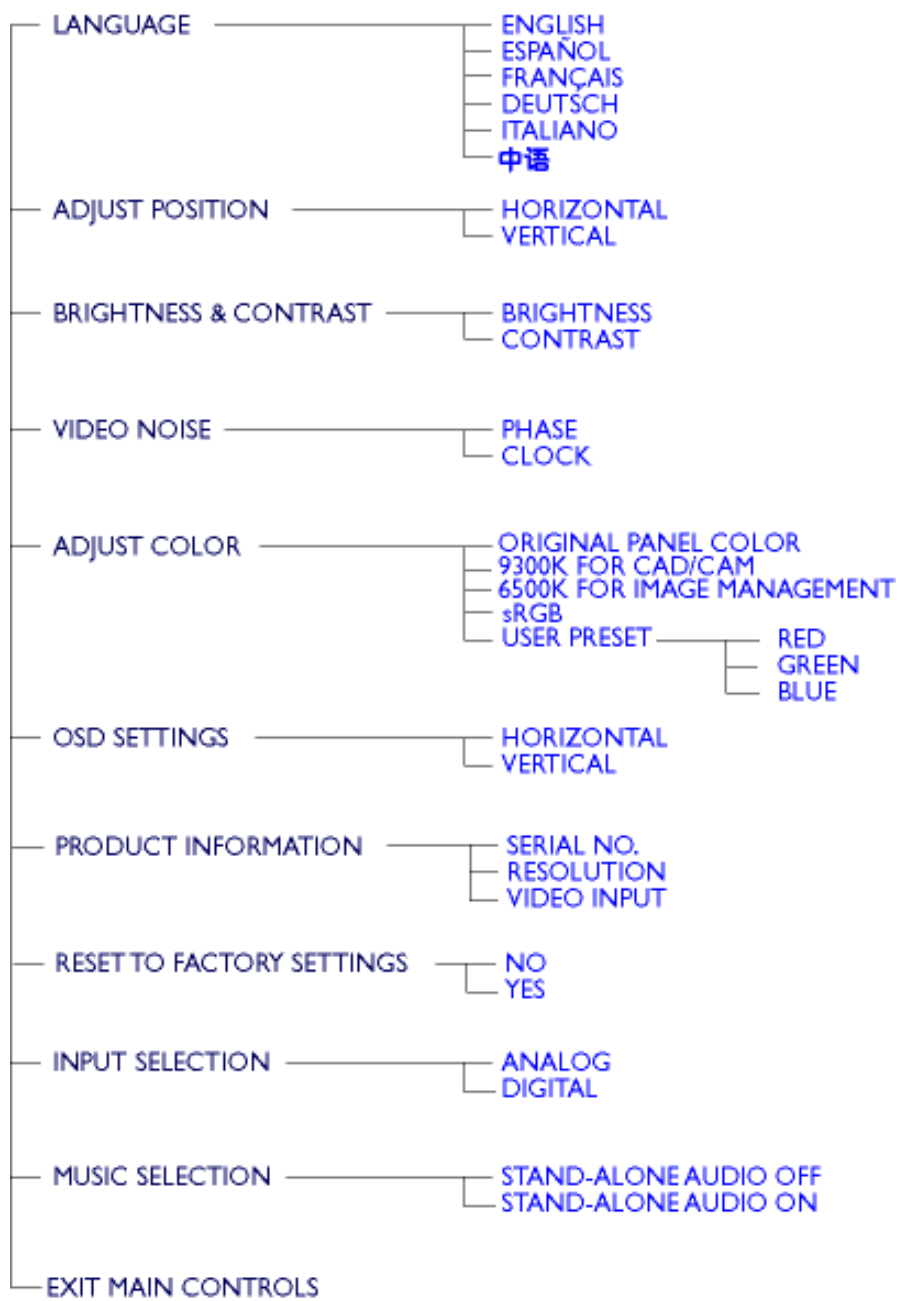 LANGUAGE
ENGLISH
ESPAÑOL
FRANÇAIS
DEUTSCH
ITALIANO
中语
ADJUST POSITION
HORIZONTAL
VERTICAL
BRIGHTNESS & CONTRAST
BRIGHTNESS
CONTRAST
VIDEO NOISE
PHASE
CLOCK
ADJUST COLOR
ORIGINAL PANEL COLOR
9300K FOR CAD/CAM
6500K FOR IMAGE MANAGEMENT
sRGB
USER PRESET
RED
GREEN
BLUE
OSD SETTINGS
HORIZONTAL
VERTICAL
PRODUCT INFORMATION
SERIAL NO.
RESOLUTION
VIDEO INPUT
RESET TO FACTORY SETTINGS
NO
YES
INPUT SELECTION
ANALOG
DIGITAL
MUSIC SELECTION
STAND-ALONE AUDIO OFF
STAND-ALONE AUDIO ON
EXIT MAIN CONTROLS